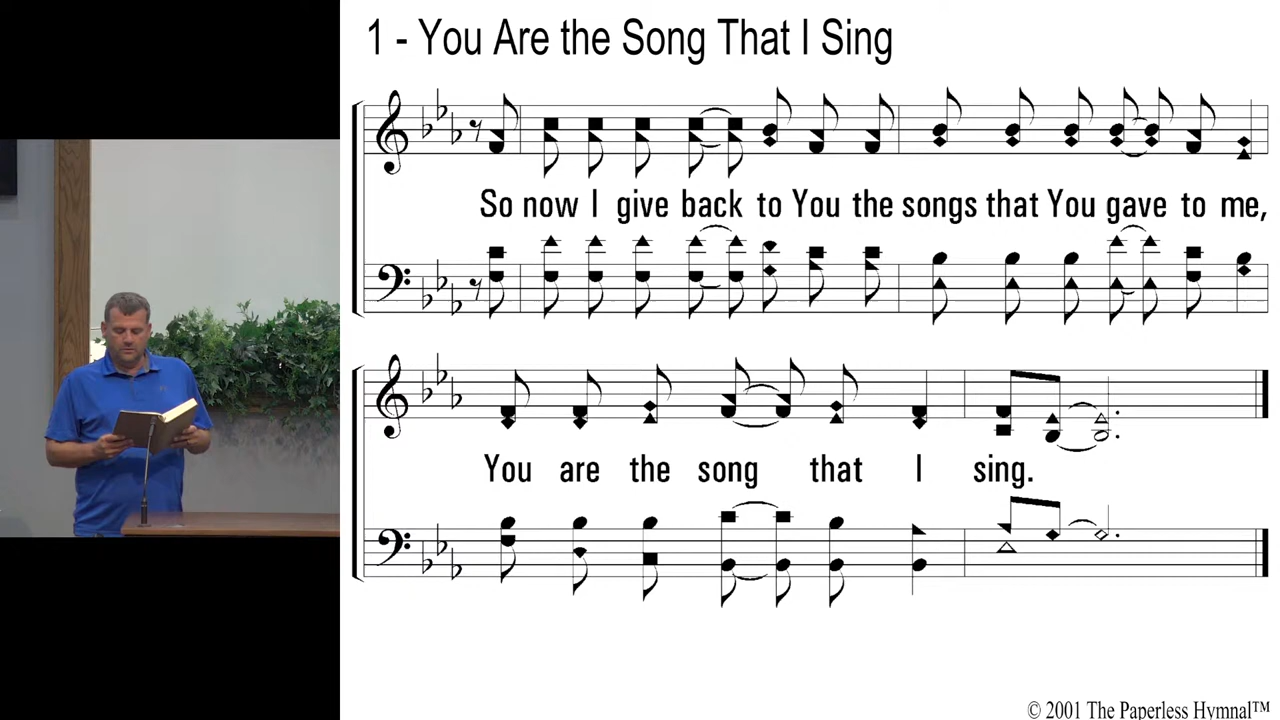 1 - You Are the Song That I Sing
So now I give back to You the songs that You gave to me,
You are the song that I sing.
© 2001 The Paperless Hymnal™